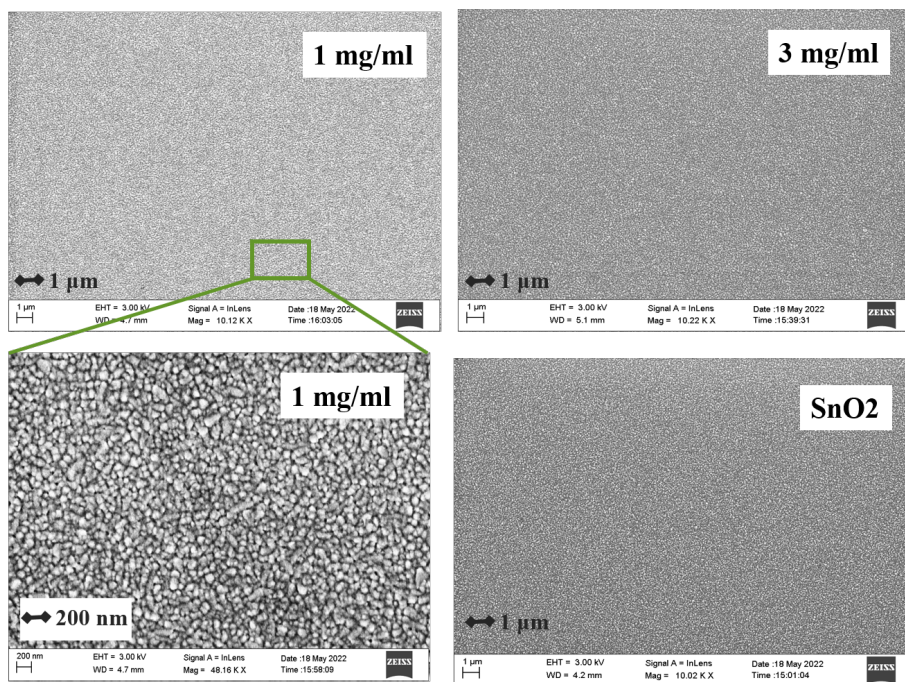 1 mg/ml
1 µm
1 µm
EHT = 3.00 kV Signal A = InLens Date :18 May 2022
WD = 4.7 mm Mag = 10.12 K X Time :16:03:05
ZEISS
3 mg/ml
1 µm
1 µm
EHT = 3.00 kV Signal A = InLens Date :18 May 2022
WD = 5.1 mm Mag = 10.22 K X Time :15:39:31
ZEISS
1 mg/ml
200 nm
200 nm
EHT = 3.00 kV Signal A = InLens Date :18 May 2022
WD = 4.7 mm Mag = 48.16 K X Time :15:58:09
ZEISS
SnO2
1 µm
1 µm
EHT = 3.00 kV Signal A = InLens Date :18 May 2022
WD = 4.2 mm Mag = 10.02 K X Time :15:01:04
ZEISS